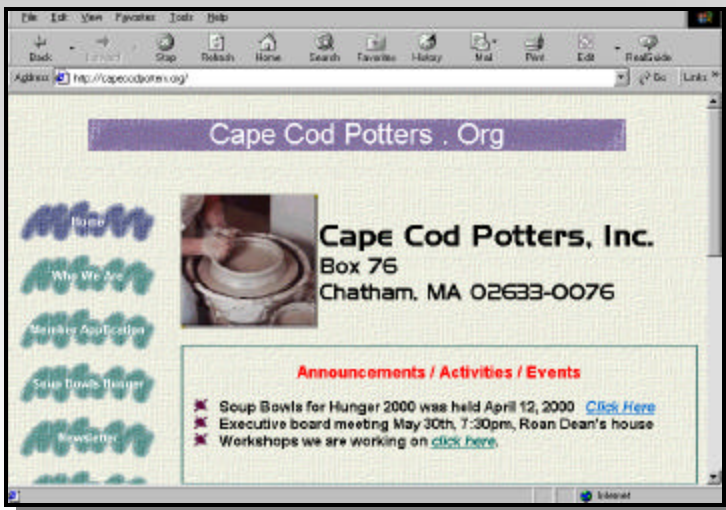 File Edit View Favorites Tools Help
Back Forward Stop Refresh Home Search Favorites History Mail Print Edit RealGuide
Address http://capecodpotters.org/ Go Links »
Cape Cod Potters . Org
Home
Who We Are
Member Application
Soup Bowls Hunger
Newsletter
Cape Cod Potters, Inc.
Box 76
Chatham, MA 02633-0076
Announcements / Activities / Events
Soup Bowls for Hunger 2000 was held April 12, 2000 Click Here
Executive board meeting May 30th, 7:30pm, Roan Dean's house
Workshops we are working on click here.
Internet